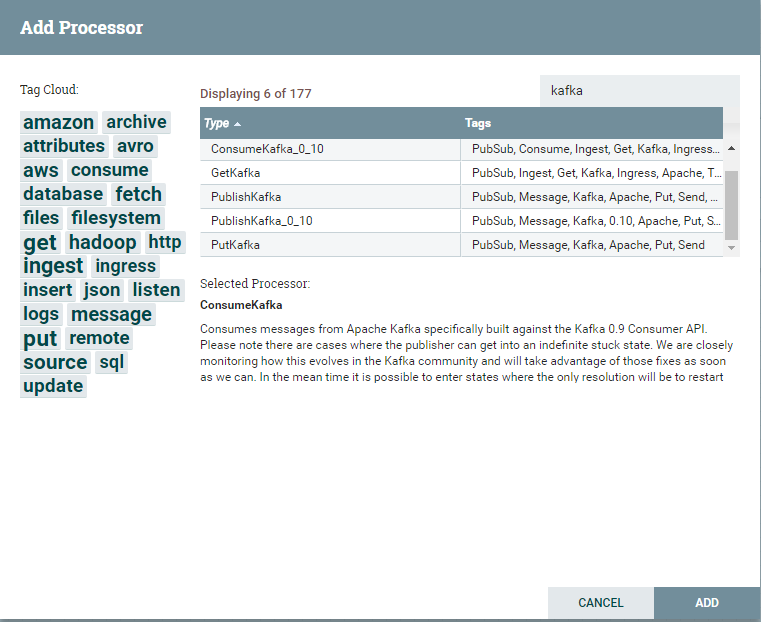 Add Processor
Tag Cloud:
amazon archive
attributes avro
aws consume
database fetch
files filesystem
get hadoop http
ingest ingress
insert json listen
logs message
put remote
source sql
update
Displaying 6 of 177
kafka
Type Tags
ConsumeKafka_0_10 PubSub, Consume, Ingest, Get, Kafka, Ingress...
GetKafka PubSub, Ingest, Get, Kafka, Ingress, Apache, T...
PublishKafka PubSub, Message, Kafka, Apache, Put, Send, ...
PublishKafka_0_10 PubSub, Message, Kafka, 0.10, Apache, Put, S...
PutKafka PubSub, Message, Kafka, Apache, Put, Send
Selected Processor:
ConsumeKafka
Consumes messages from Apache Kafka specifically built against the Kafka 0.9 Consumer API.
Please note there are cases where the publisher can get into an indefinite stuck state. We are closely
monitoring how this evolves in the Kafka community and will take advantage of those fixes as soon
as we can. In the mean time it is possible to enter states where the only resolution will be to restart
CANCEL ADD